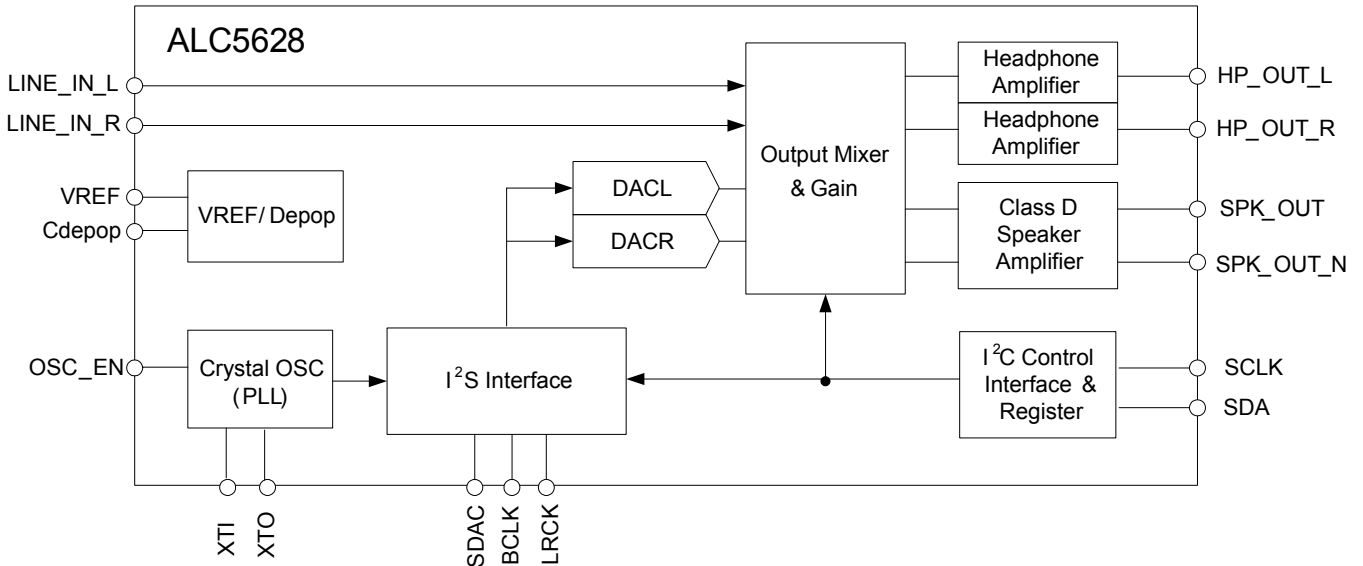 ALC5628
LINE_IN_L
LINE_IN_R
VREF
Cdepop
VREF/ Depop
OSC_EN
Crystal OSC
(PLL)
XTI
XTO
I²S Interface
SDAC
BCLK
LRCK
DACL
DACR
Output Mixer
& Gain
Headphone
Amplifier
Headphone
Amplifier
Class D
Speaker
Amplifier
I²C Control
Interface &
Register
HP_OUT_L
HP_OUT_R
SPK_OUT
SPK_OUT_N
SCLK
SDA